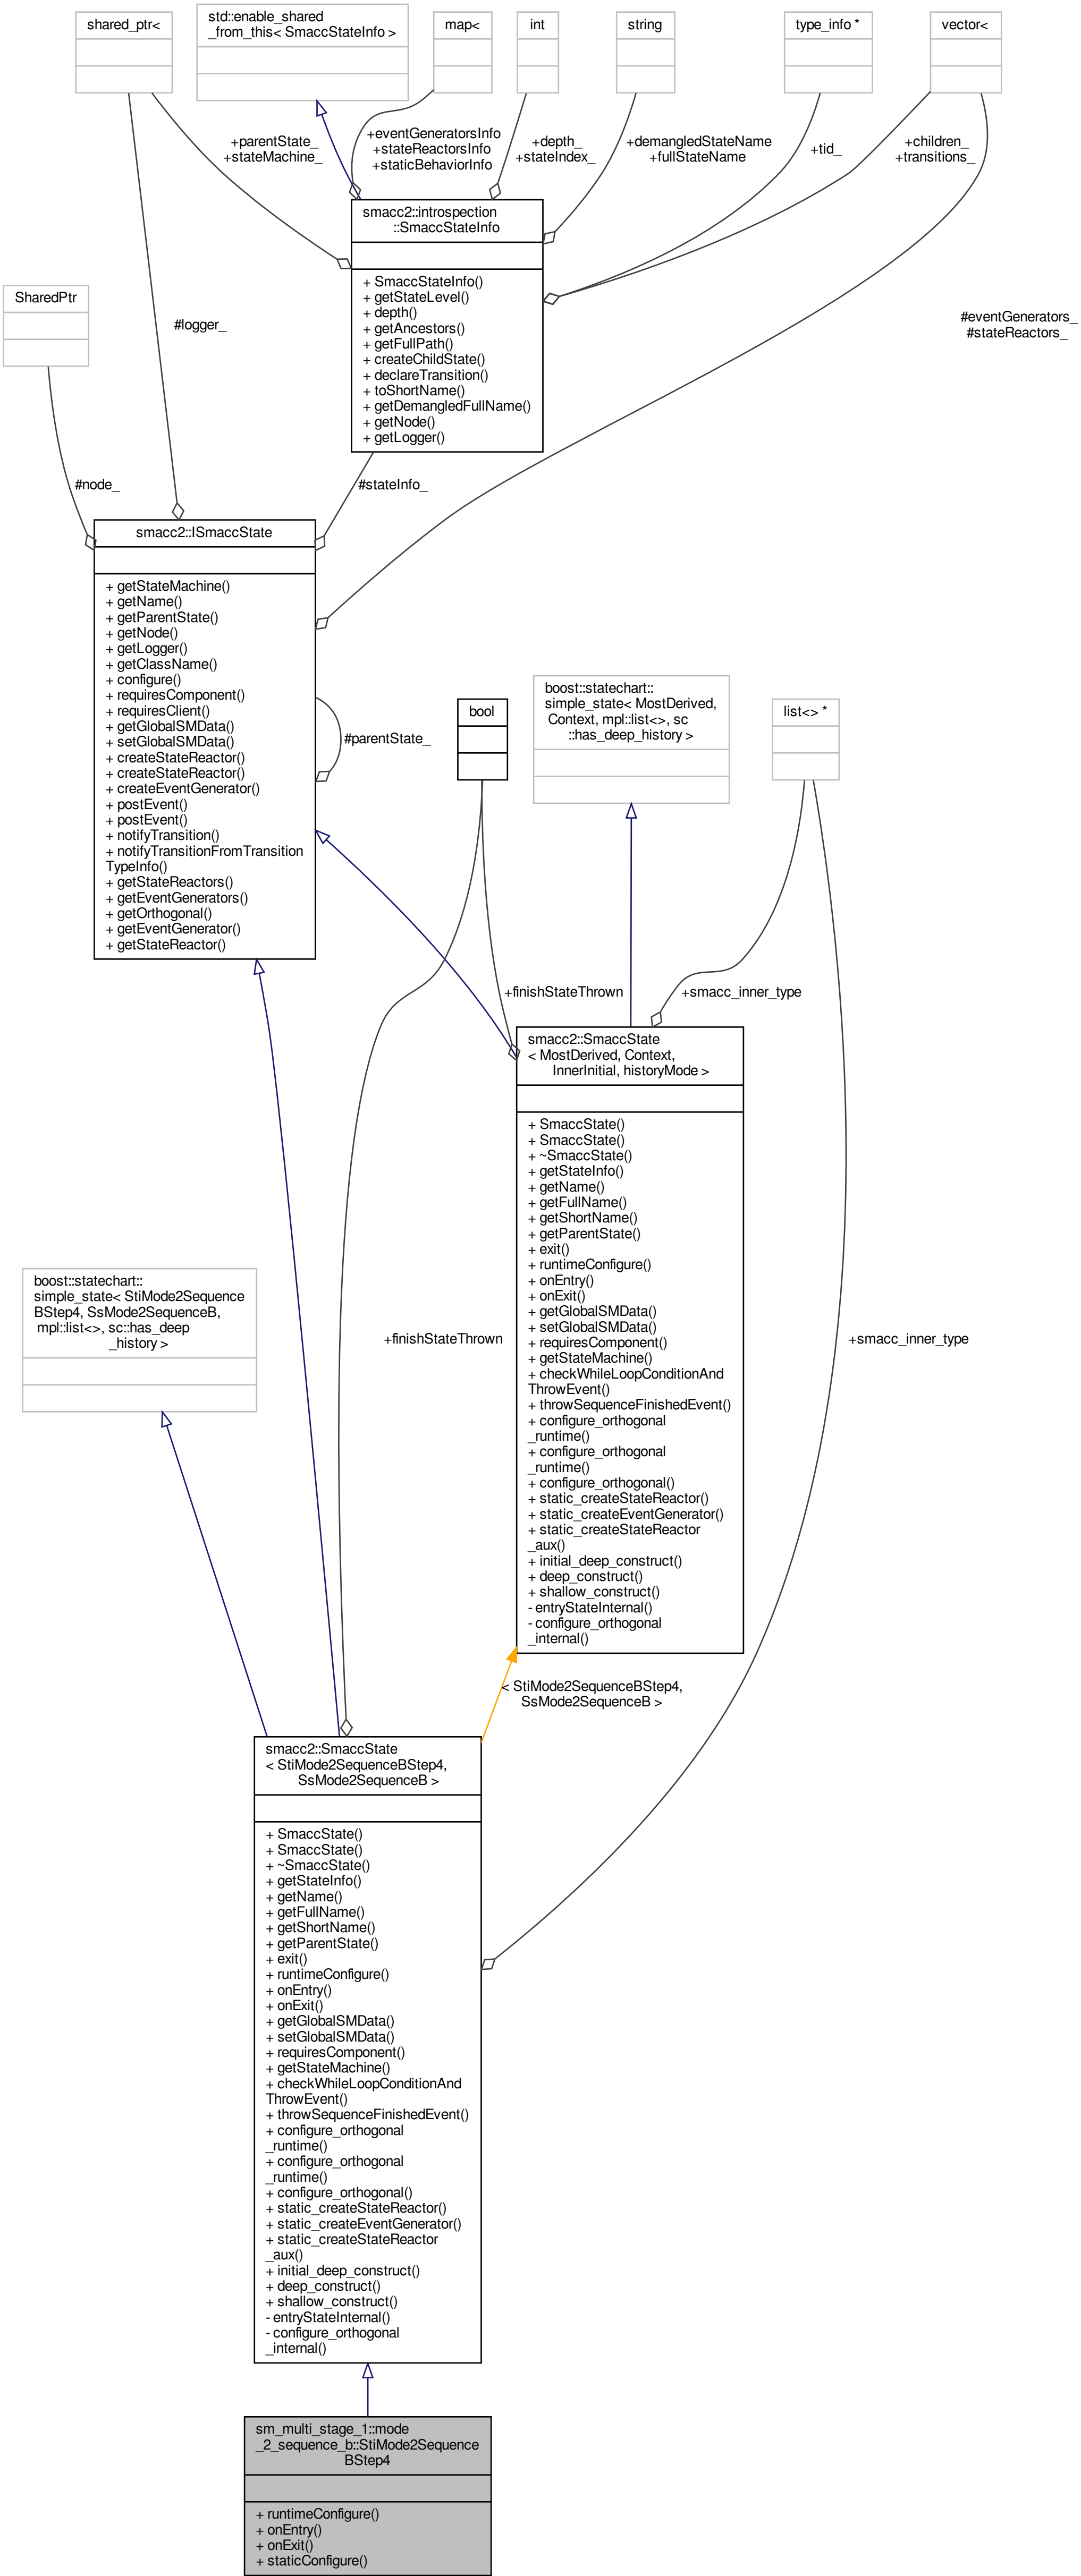 shared_ptr<
std::enable_shared
_from_this< SmaccStateInfo >
map<
int
string
type_info *
vector<
+parentState_
+stateMachine_
+eventGeneratorsInfo
+stateReactorsInfo
+staticBehaviorInfo
+depth_
+stateIndex_
+demangledStateName
+fullStateName
+tid_
+children_
+transitions_
smacc2::introspection
::SmaccStateInfo
+ SmaccStateInfo()
+ getStateLevel()
+ depth()
+ getAncestors()
+ getFullPath()
+ createChildState()
+ declareTransition()
+ toShortName()
+ getDemangledFullName()
+ getNode()
+ getLogger()
SharedPtr
#logger_
#eventGenerators_
#stateReactors_
#node_
#stateInfo_
smacc2::ISmaccState
+ getStateMachine()
+ getName()
+ getParentState()
+ getNode()
+ getLogger()
+ getClassName()
+ configure()
+ requiresComponent()
+ requiresClient()
+ getGlobalSMData()
+ setGlobalSMData()
+ createStateReactor()
+ createStateReactor()
+ createEventGenerator()
+ postEvent()
+ postEvent()
+ notifyTransition()
+ notifyTransitionFromTransition
TypeInfo()
+ getStateReactors()
+ getEventGenerators()
+ getOrthogonal()
+ getEventGenerator()
+ getStateReactor()
#parentState_
bool
boost::statechart::
simple_state< MostDerived,
Context, mpl::list<>, sc
::has_deep_history >
list<> *
+finishStateThrown
+smacc_inner_type
smacc2::SmaccState
< MostDerived, Context,
InnerInitial, historyMode >
+ SmaccState()
+ SmaccState()
+ ~SmaccState()
+ getStateInfo()
+ getName()
+ getFullName()
+ getShortName()
+ getParentState()
+ exit()
+ runtimeConfigure()
+ onEntry()
+ onExit()
+ getGlobalSMData()
+ setGlobalSMData()
+ requiresComponent()
+ getStateMachine()
+ checkWhileLoopConditionAnd
ThrowEvent()
+ throwSequenceFinishedEvent()
+ configure_orthogonal
_runtime()
+ configure_orthogonal
_runtime()
+ configure_orthogonal()
+ static_createStateReactor()
+ static_createEventGenerator()
+ static_createStateReactor
_aux()
+ initial_deep_construct()
+ deep_construct()
+ shallow_construct()
- entryStateInternal()
- configure_orthogonal
_internal()
boost::statechart::
simple_state< StiMode2Sequence
BStep4, SsMode2SequenceB,
mpl::list<>, sc::has_deep
_history >
+finishStateThrown
+smacc_inner_type
< StiMode2SequenceBStep4,
SsMode2SequenceB >
smacc2::SmaccState
< StiMode2SequenceBStep4,
SsMode2SequenceB >
+ SmaccState()
+ SmaccState()
+ ~SmaccState()
+ getStateInfo()
+ getName()
+ getFullName()
+ getShortName()
+ getParentState()
+ exit()
+ runtimeConfigure()
+ onEntry()
+ onExit()
+ getGlobalSMData()
+ setGlobalSMData()
+ requiresComponent()
+ getStateMachine()
+ checkWhileLoopConditionAnd
ThrowEvent()
+ throwSequenceFinishedEvent()
+ configure_orthogonal
_runtime()
+ configure_orthogonal
_runtime()
+ configure_orthogonal()
+ static_createStateReactor()
+ static_createEventGenerator()
+ static_createStateReactor
_aux()
+ initial_deep_construct()
+ deep_construct()
+ shallow_construct()
- entryStateInternal()
- configure_orthogonal
_internal()
sm_multi_stage_1::mode
_2_sequence_b::StiMode2Sequence
BStep4
+ runtimeConfigure()
+ onEntry()
+ onExit()
+ staticConfigure()